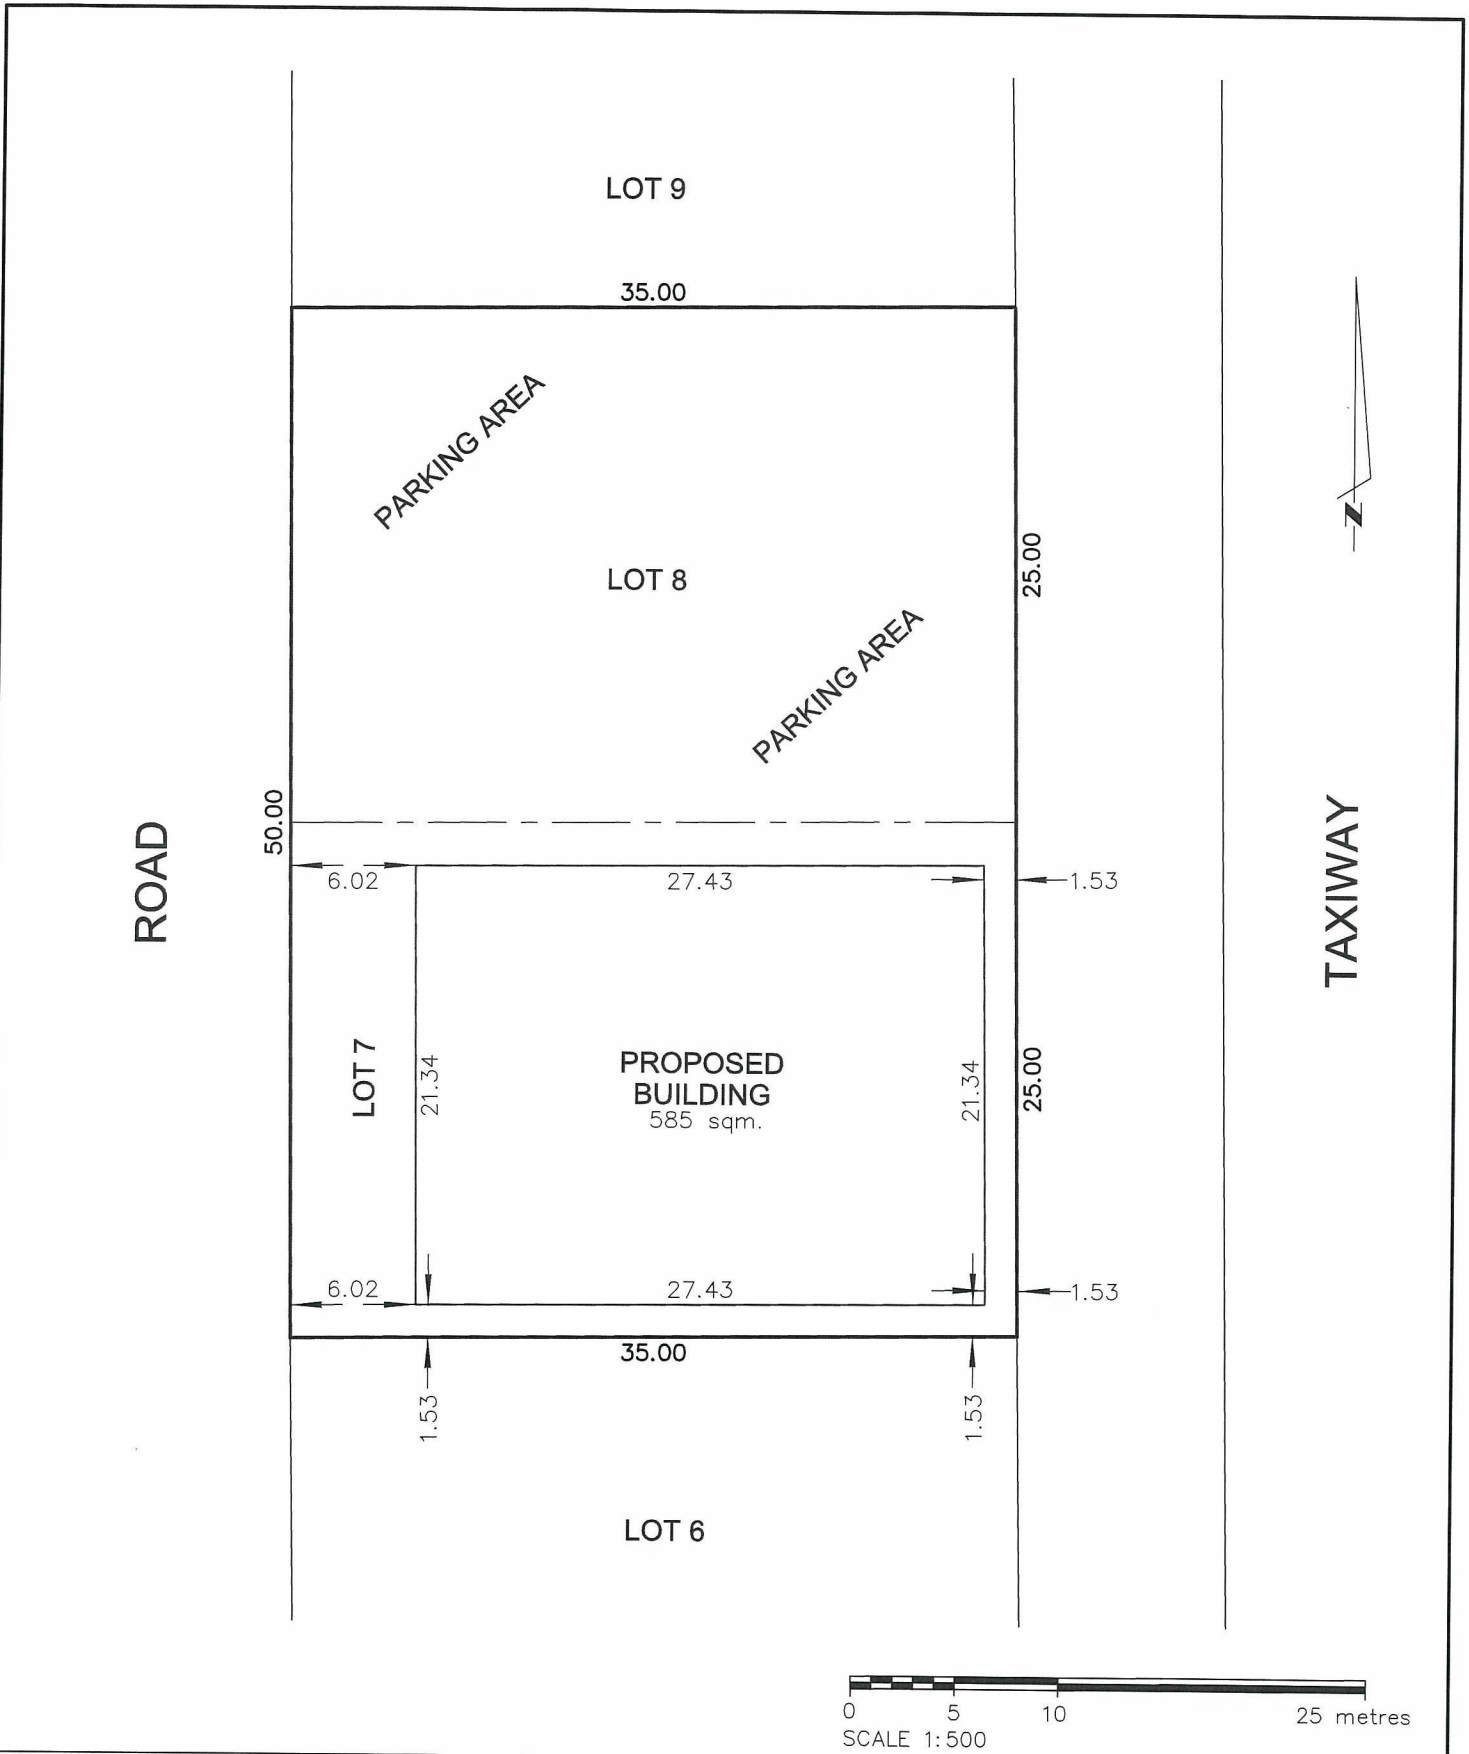 LOT 9
35.00
PARKING AREA
LOT 8
25.00
PARKING AREA
50.00
ROAD
TAXIWAY
N
6.02
27.43
1.53
LOT 7
21.34
PROPOSED
BUILDING
585 sqm.
21.34
25.00
6.02
27.43
1.53
35.00
1.53
1.53
LOT 6
0 5 10 25 metres
SCALE 1:500